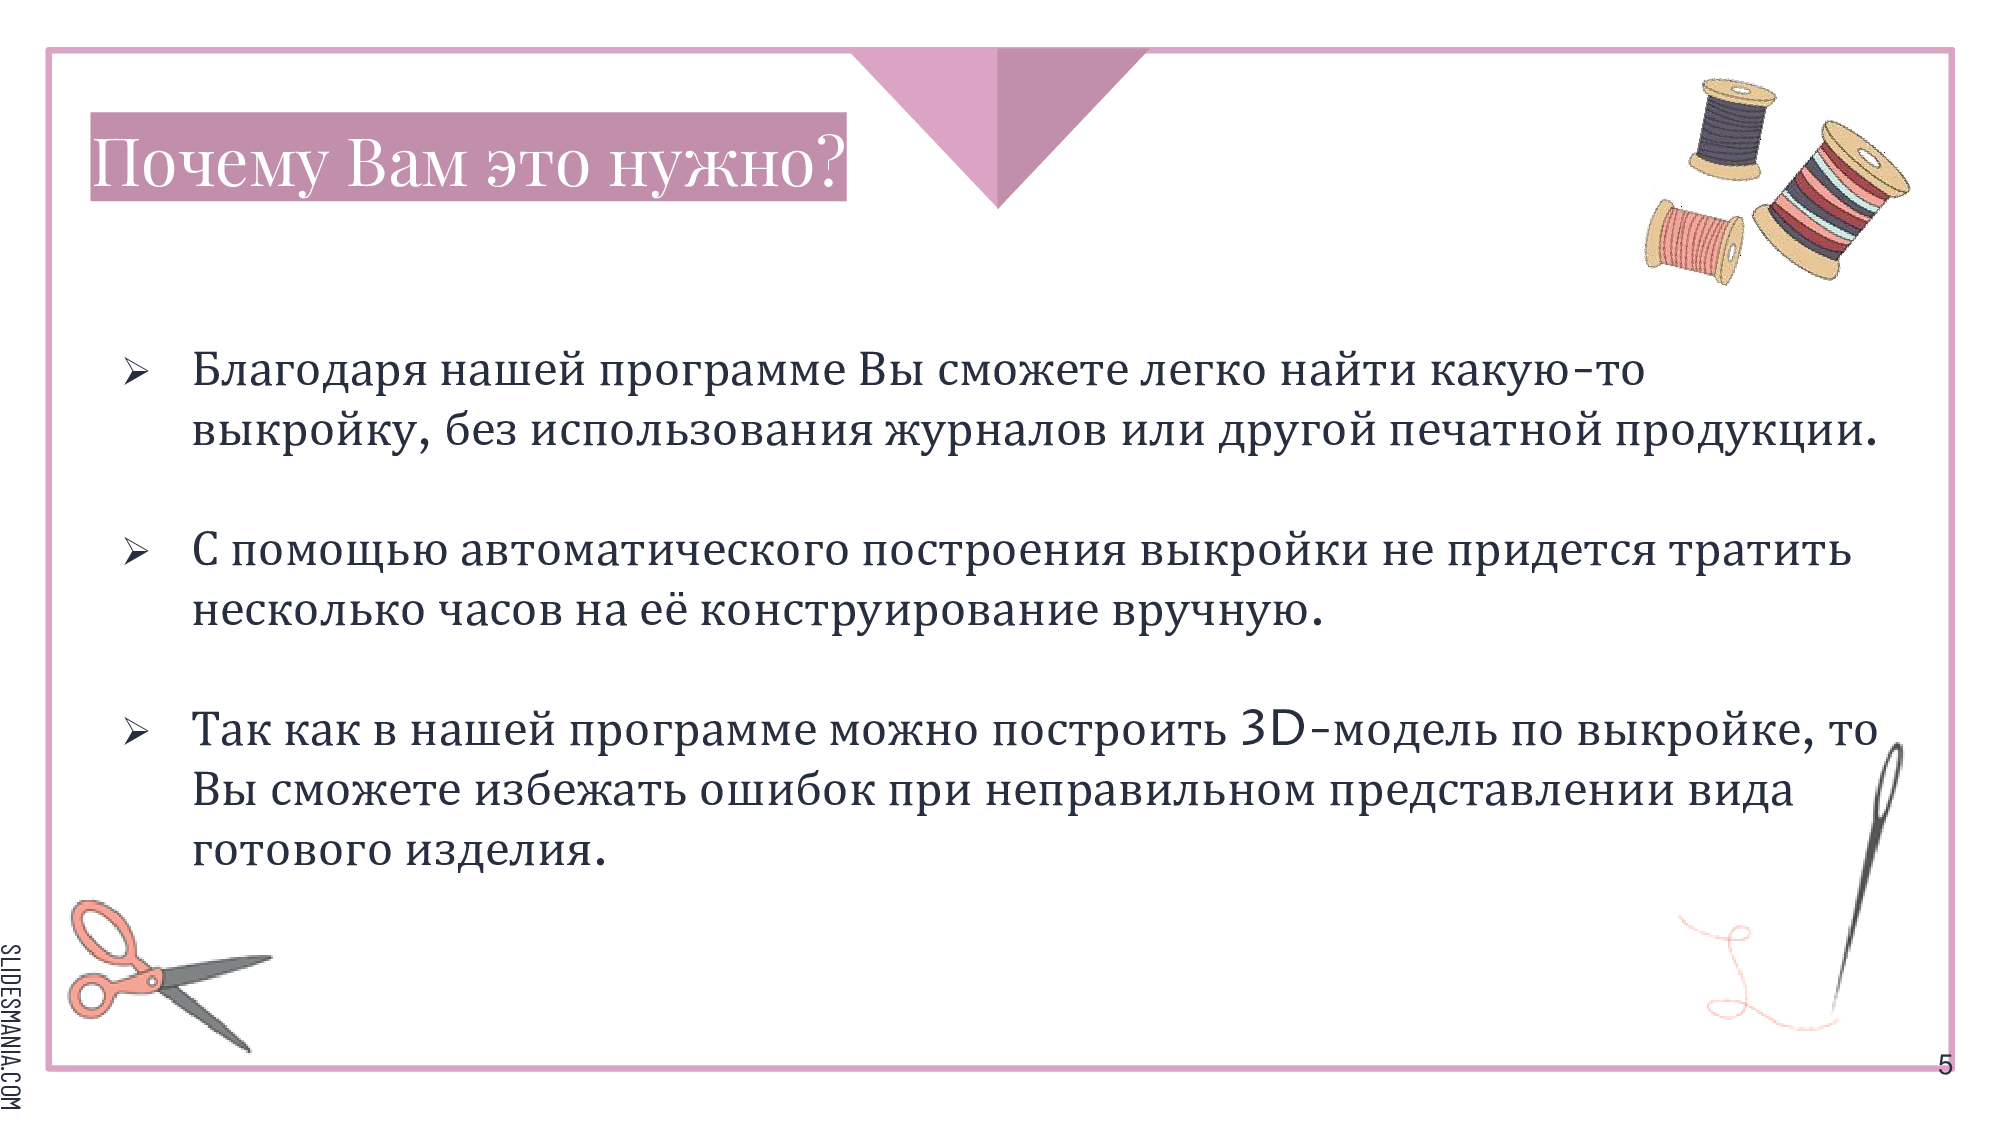 Почему Вам это нужно?
➢ Благодаря нашей программе Вы сможете легко найти какую-то
выкройку, без использования журналов или другой печатной продукции.
➢ С помощью автоматического построения выкройки не придется тратить
несколько часов на её конструирование вручную.
➢ Так как в нашей программе можно построить 3D-модель по выкройке, то
Вы сможете избежать ошибок при неправильном представлении вида
готового изделия.
SLIDESMANIA.COM
5